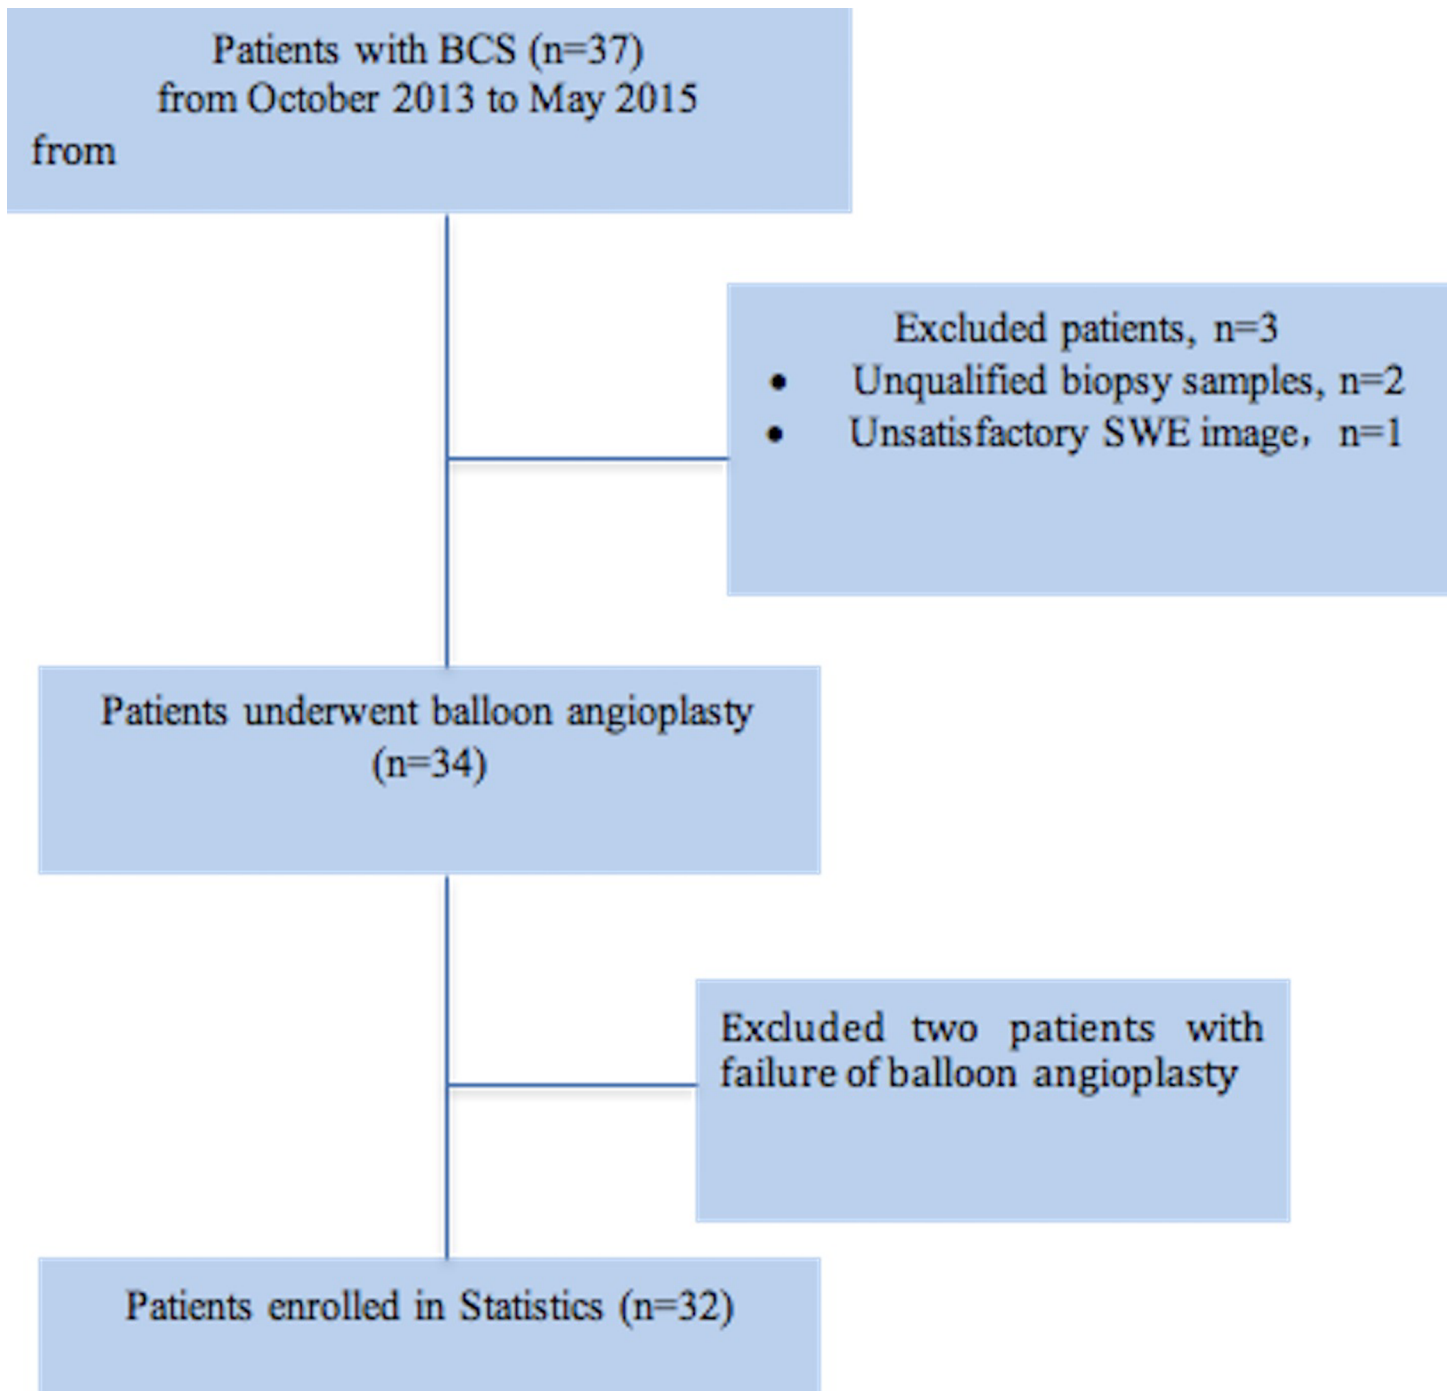 Patients with BCS (n=37)
from October 2013 to May 2015
from
Excluded patients, n=3
• Unqualified biopsy samples, n=2
• Unsatisfactory SWE image， n=1
Patients underwent balloon angioplasty
(n=34)
Excluded two patients with
failure of balloon angioplasty
Patients enrolled in Statistics (n=32)